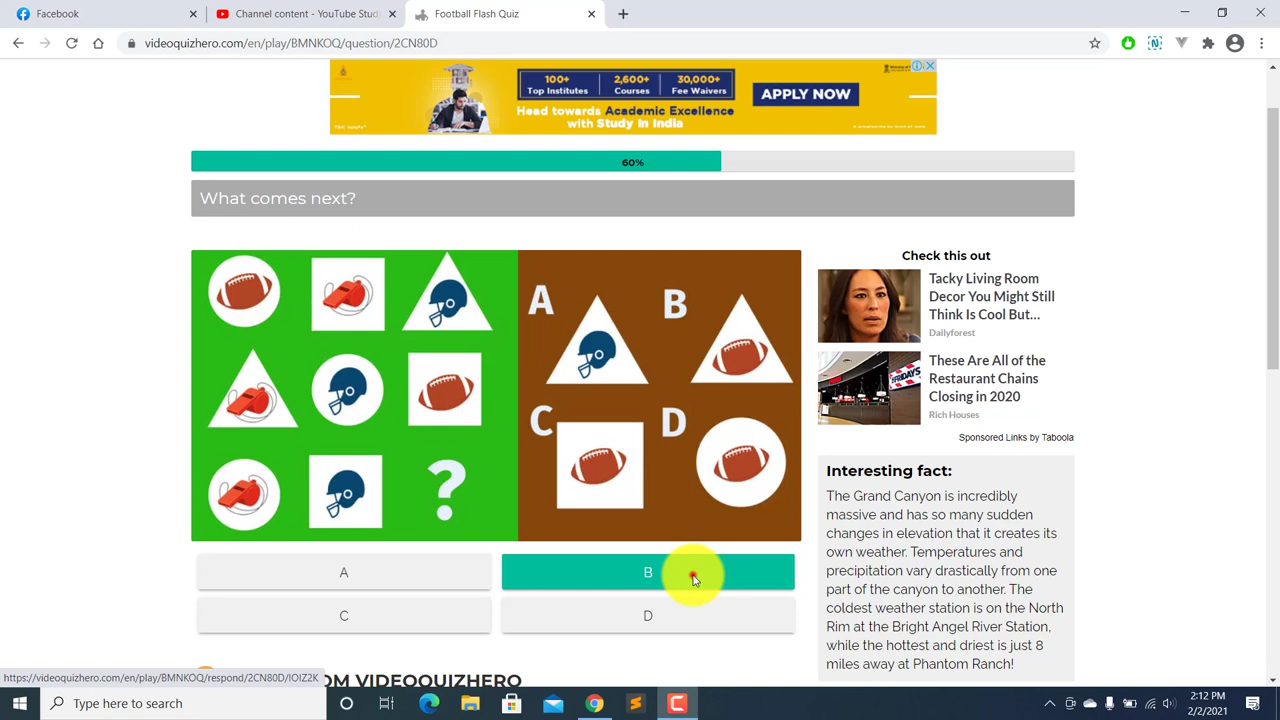 Facebook
Channel content - YouTube Stud
Football Flash Quiz
videoquizhero.com/en/play/BMNKOQ/question/2CN80D
100+
Top Institutes
2,600+
Courses
30,000+
Fee Waivers
APPLY NOW
Head towards Academic Excellence
with Study in India
60%
What comes next?
A
B
C
D
?
Check this out
Tacky Living Room
Decor You Might Still
Think Is Cool But...
Dailyforest
These Are All of the
Restaurant Chains
Closing in 2020
Rich Houses
Sponsored Links by Taboola
FRIDAYS
Interesting fact:
The Grand Canyon is incredibly
massive and has so many sudden
changes in elevation that it creates its
own weather. Temperatures and
precipitation vary drastically from one
part of the canyon to another. The
coldest weather station is on the North
Rim at the Bright Angel River Station,
while the hottest and driest is just 8
miles away at Phantom Ranch!
A
B
C
D
https://videoquizhero.com/en/play/BMNKOQ/respond/2CN80D/IOIZ2K
OM VIDEOQUIZHERO
Type here to search
2:12 PM
2/2/2021